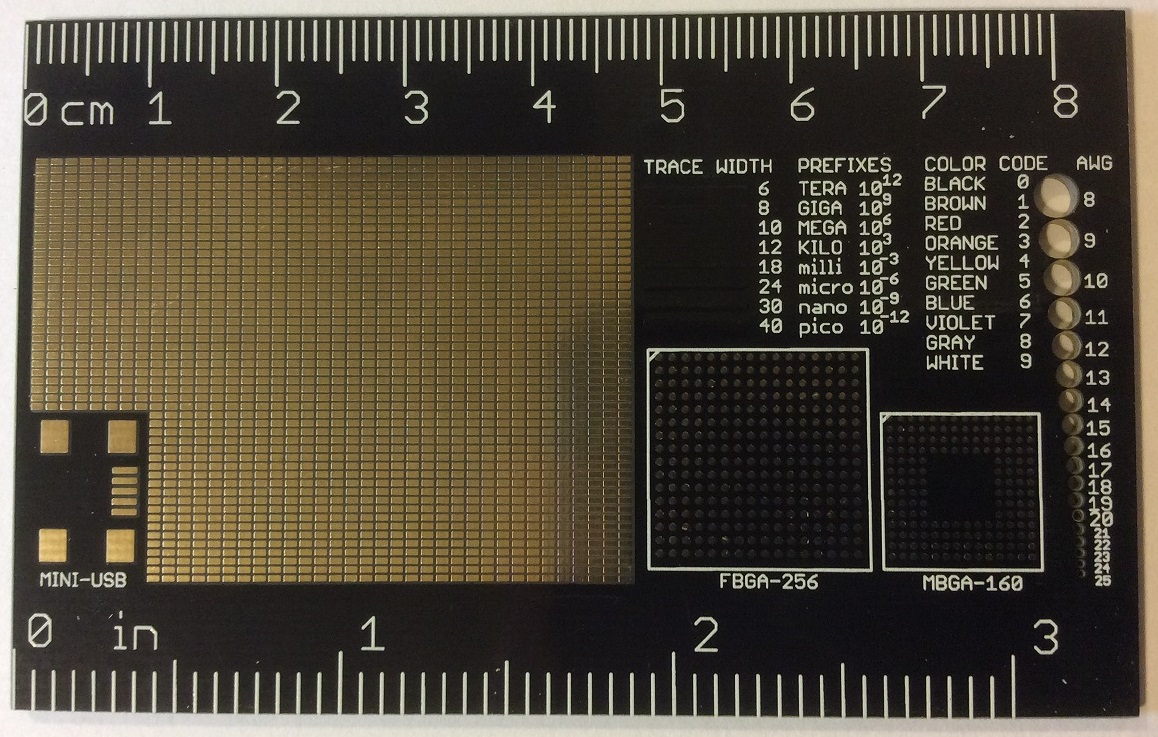 0 cm 1 2 3 4 5 6 7 8
TRACE WIDTH PREFIXES COLOR CODE AWG
6 TERA 10^12 BLACK 0 8
8 GIGA 10^9 BROWN 1
10 MEGA 10^6 RED 2 9
12 KILO 10^3 ORANGE 3
18 milli 10^-3 YELLOW 4
24 micro 10^-6 GREEN 5 10
30 nano 10^-9 BLUE 6
40 pico 10^-12 VIOLET 7 11
GRAY 8 12
WHITE 9
13
14
15
16
17
18
19
20
21
22
23
24
25
MINI-USB FBGA-256 MBGA-160
0 in 1 2 3